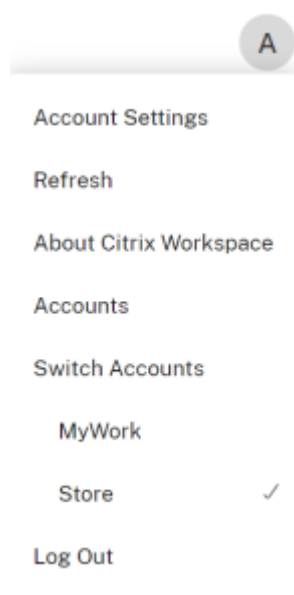 A
Account Settings
Refresh
About Citrix Workspace
Accounts
Switch Accounts
MyWork
Store
Log Out